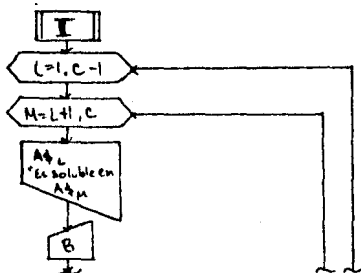 I
L=1, C-1
M=L+1, C
A$L
"Es soluble en
A$M
B